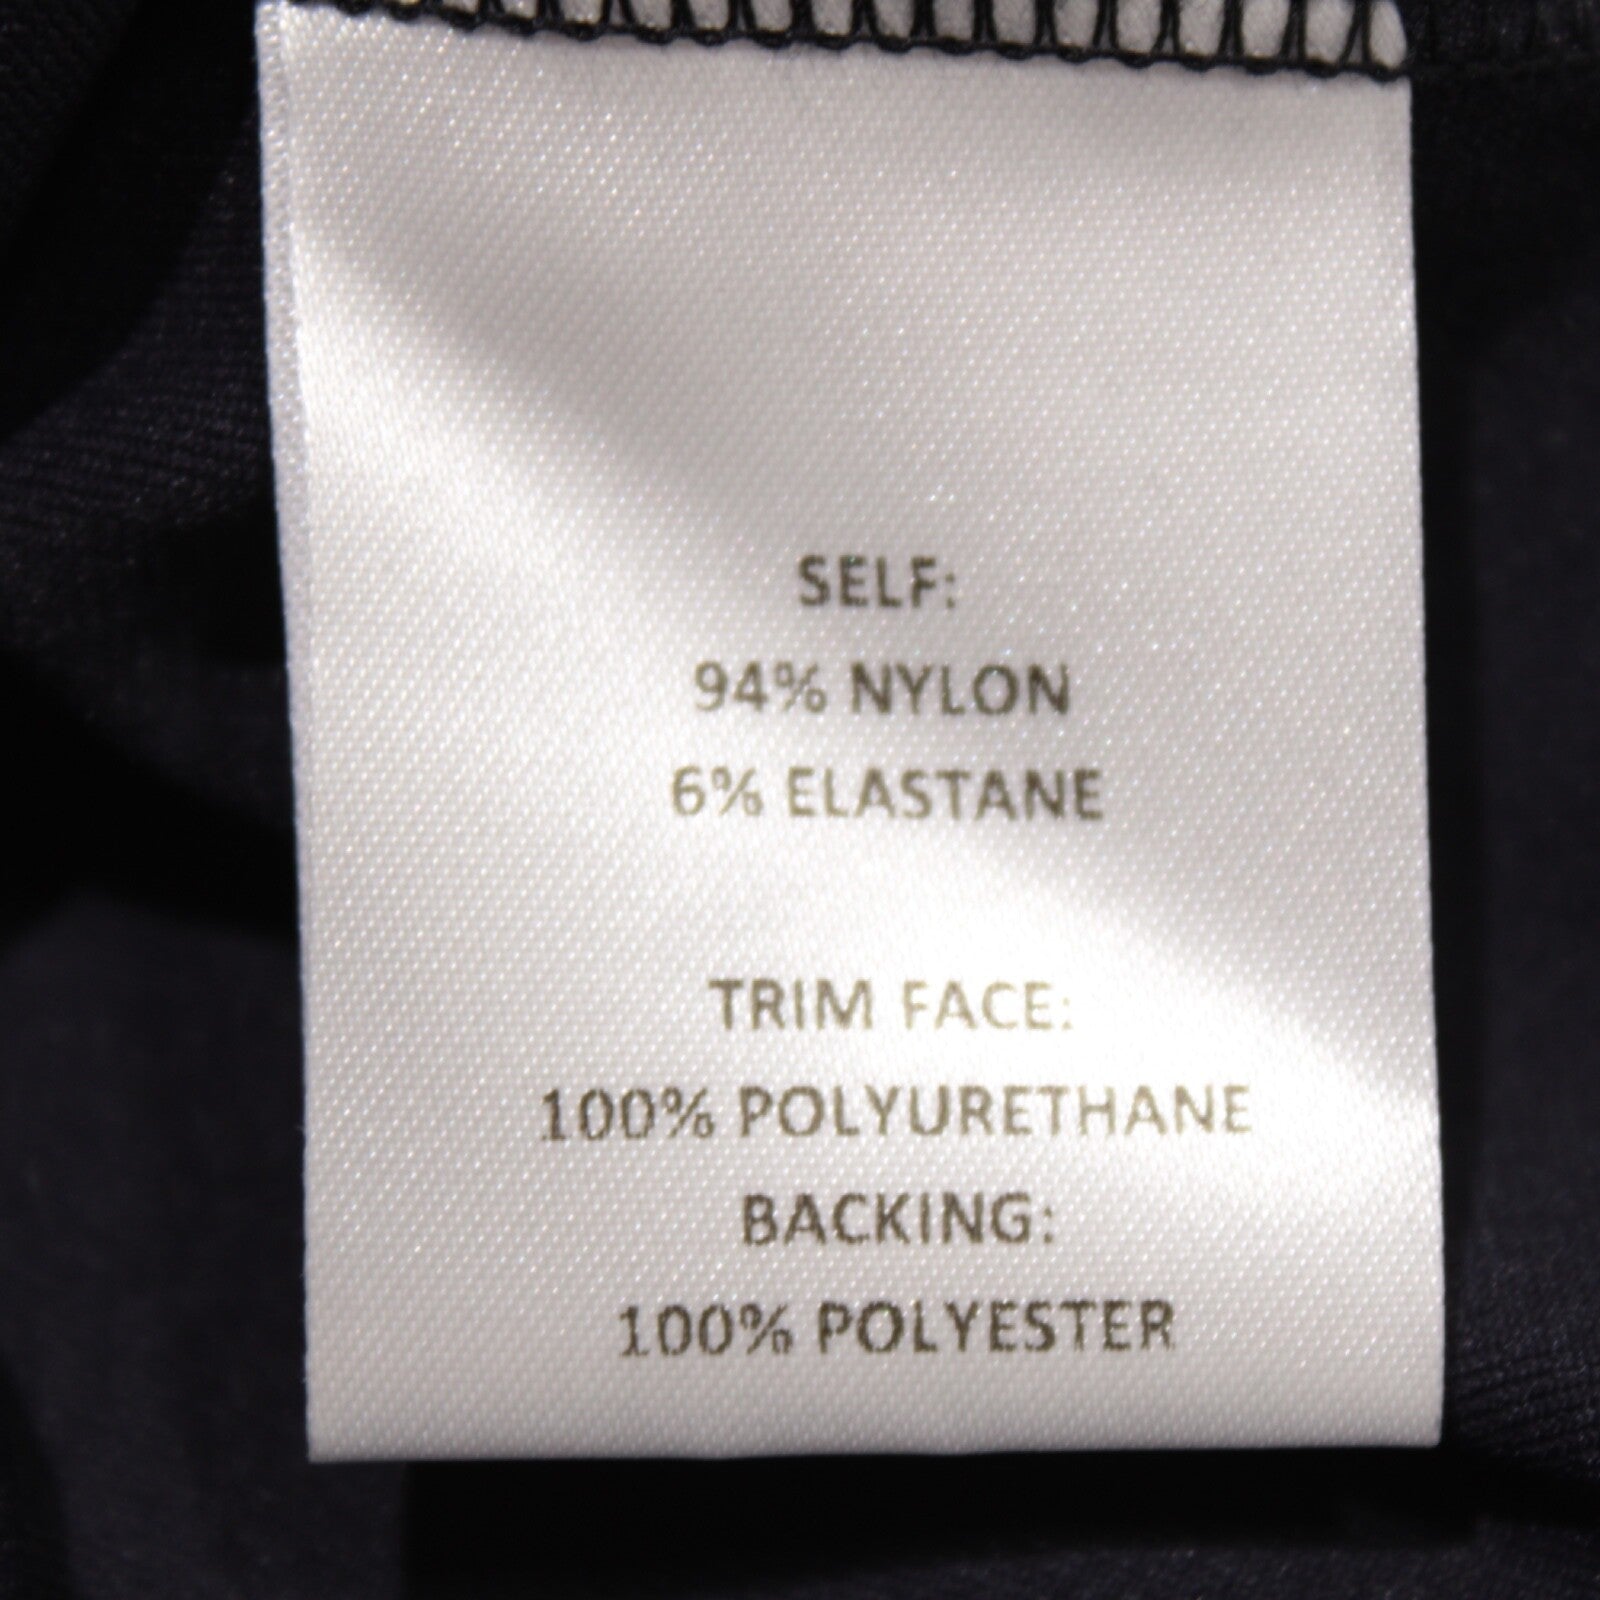 SELF:
94% NYLON
6% ELASTANE
TRIM FACE:
100% POLYURETHANE
BACKING:
100% POLYESTER